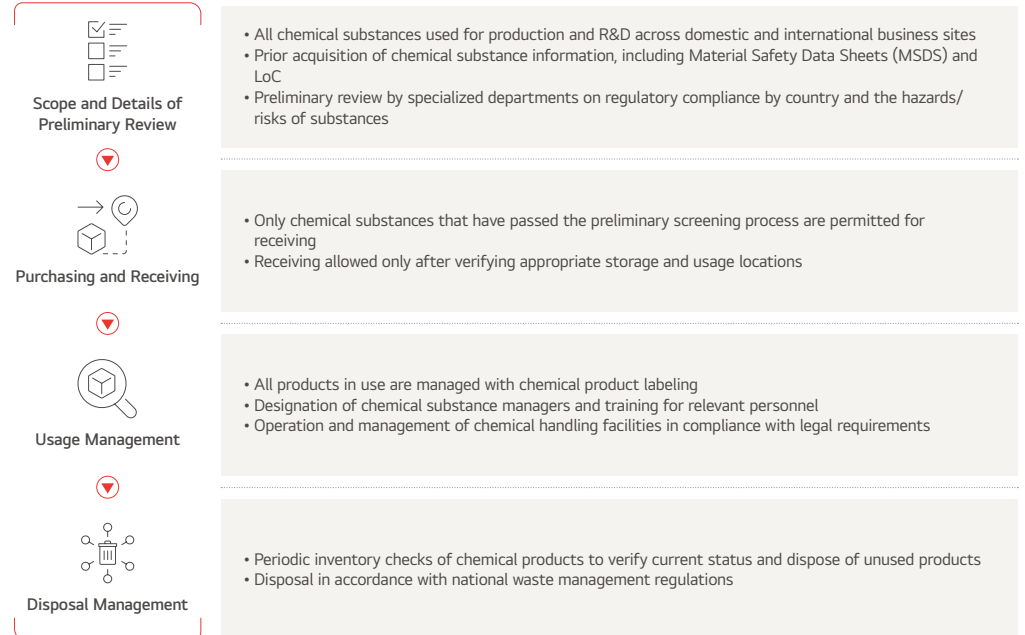 Scope and Details of
Preliminary Review
• All chemical substances used for production and R&D across domestic and international business sites
• Prior acquisition of chemical substance information, including Material Safety Data Sheets (MSDS) and
LoC
• Preliminary review by specialized departments on regulatory compliance by country and the hazards/
risks of substances
Purchasing and Receiving
• Only chemical substances that have passed the preliminary screening process are permitted for
receiving
• Receiving allowed only after verifying appropriate storage and usage locations
Usage Management
• All products in use are managed with chemical product labeling
• Designation of chemical substance managers and training for relevant personnel
• Operation and management of chemical handling facilities in compliance with legal requirements
Disposal Management
• Periodic inventory checks of chemical products to verify current status and dispose of unused products
• Disposal in accordance with national waste management regulations